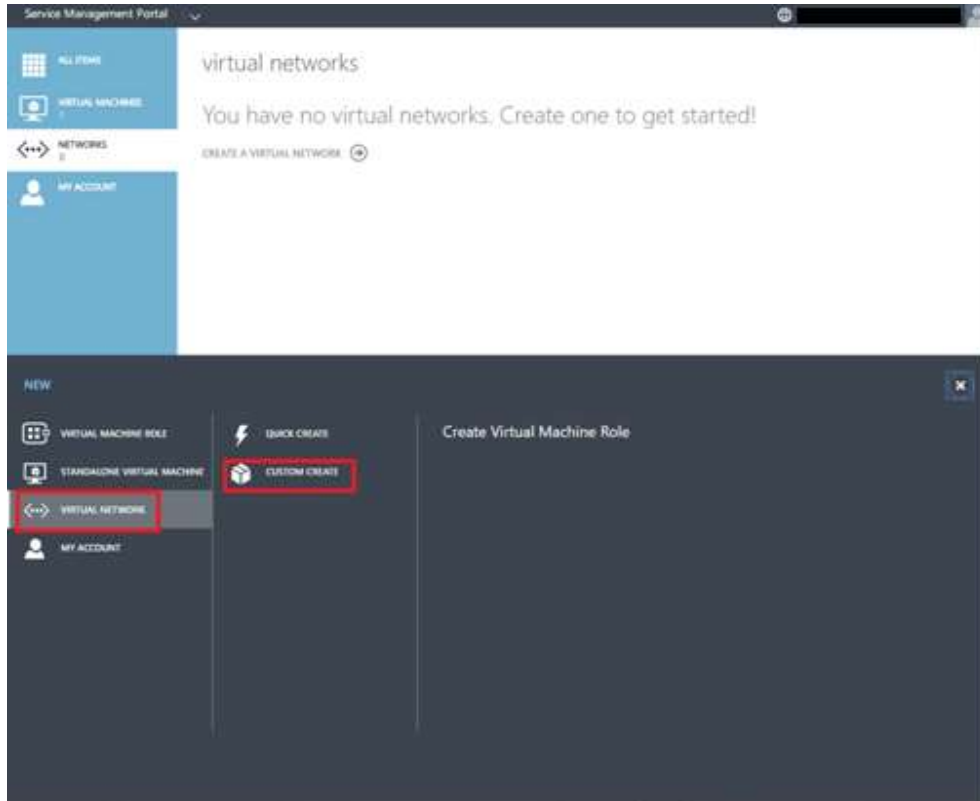 Service Management Portal
ALL ITEMS
VIRTUAL MACHINES
1
NETWORKS
0
MY ACCOUNT
virtual networks
You have no virtual networks. Create one to get started!
CREATE A VIRTUAL NETWORK
NEW
VIRTUAL MACHINE ROLE
STANDALONE VIRTUAL MACHINE
VIRTUAL NETWORK
MY ACCOUNT
QUICK CREATE
CUSTOM CREATE
Create Virtual Machine Role